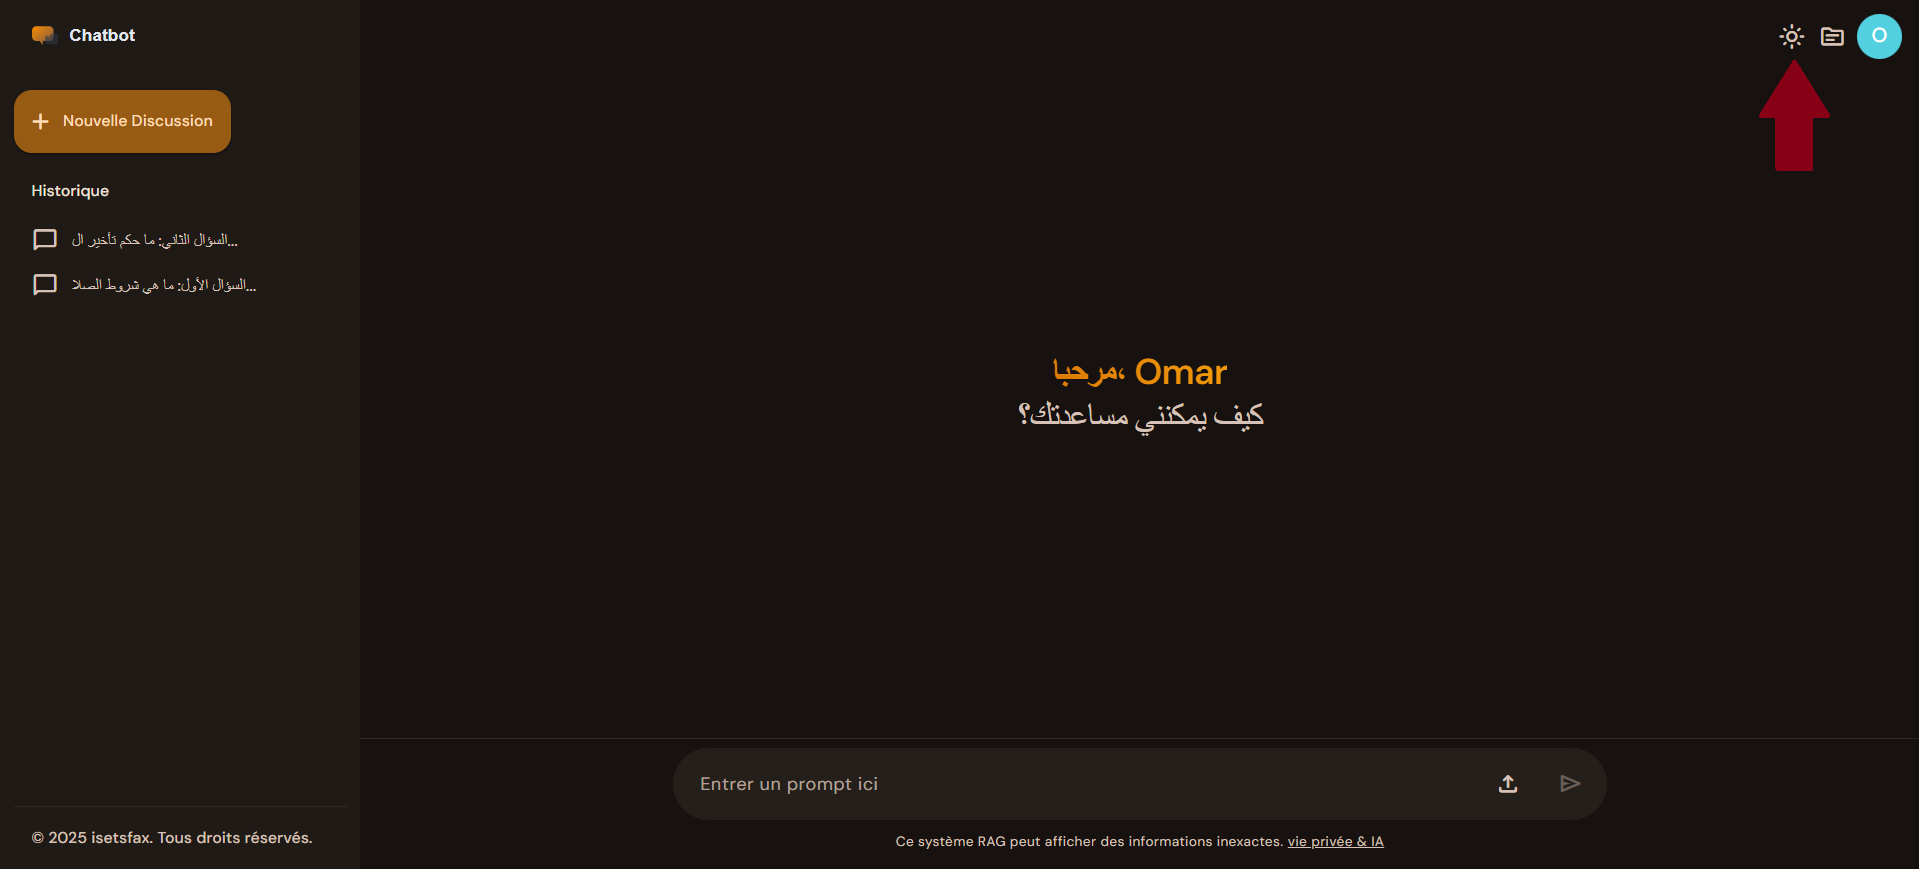 Chatbot
O
Nouvelle Discussion
Historique
السؤال الثاني: ما حكم تأخير ال...
السؤال الأول: ما هي شروط الصلا...
مرحبا، Omar
كيف يمكنني مساعدتك؟
Entrer un prompt ici
© 2025 isetsfax. Tous droits réservés.
Ce système RAG peut afficher des informations inexactes. vie privée & IA